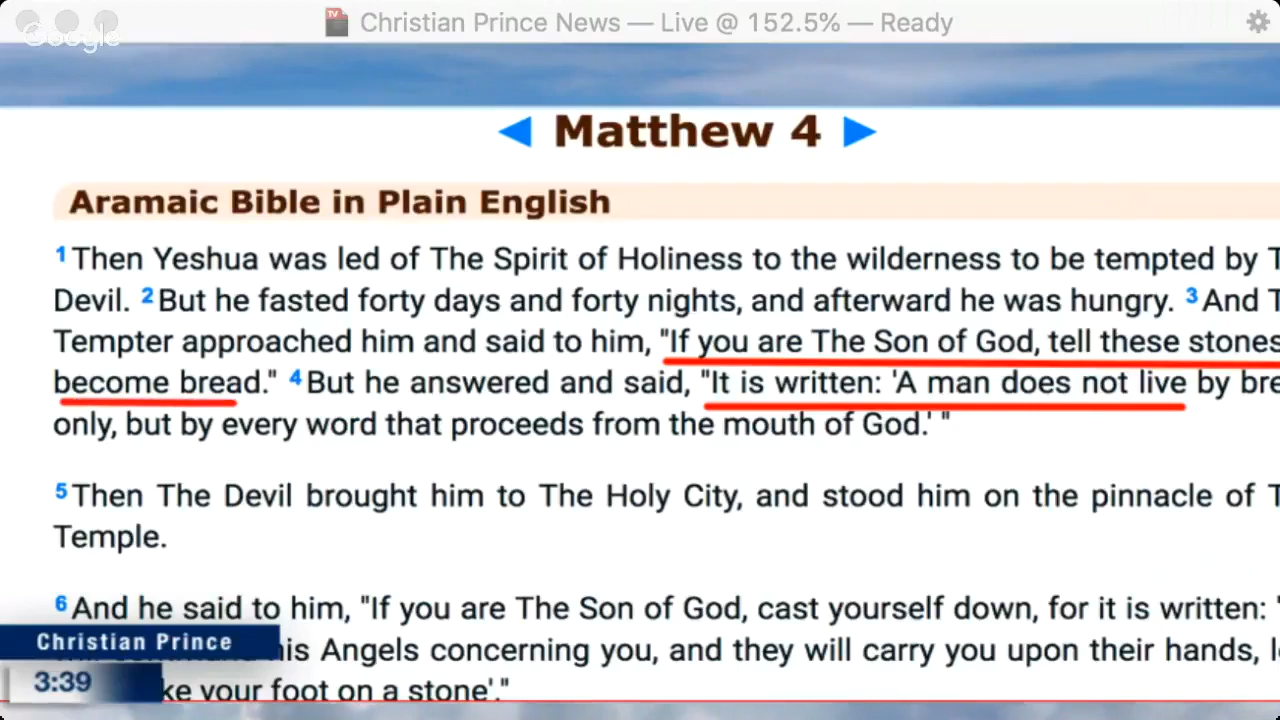 Christian Prince News — Live @ 152.5% — Ready
Google
Matthew 4
Aramaic Bible in Plain English
1 Then Yeshua was led of The Spirit of Holiness to the wilderness to be tempted by
Devil. 2 But he fasted forty days and forty nights, and afterward he was hungry. 3 And
Tempter approached him and said to him, "If you are The Son of God, tell these stones
become bread." 4 But he answered and said, "It is written: 'A man does not live by
only, but by every word that proceeds from the mouth of God.' "
5 Then The Devil brought him to The Holy City, and stood him on the pinnacle of
Temple.
6 And he said to him, "If you are The Son of God, cast yourself down, for it is written: '
Angels concerning you, and they will carry you upon their hands,
your foot on a stone'."
Christian Prince
3:39